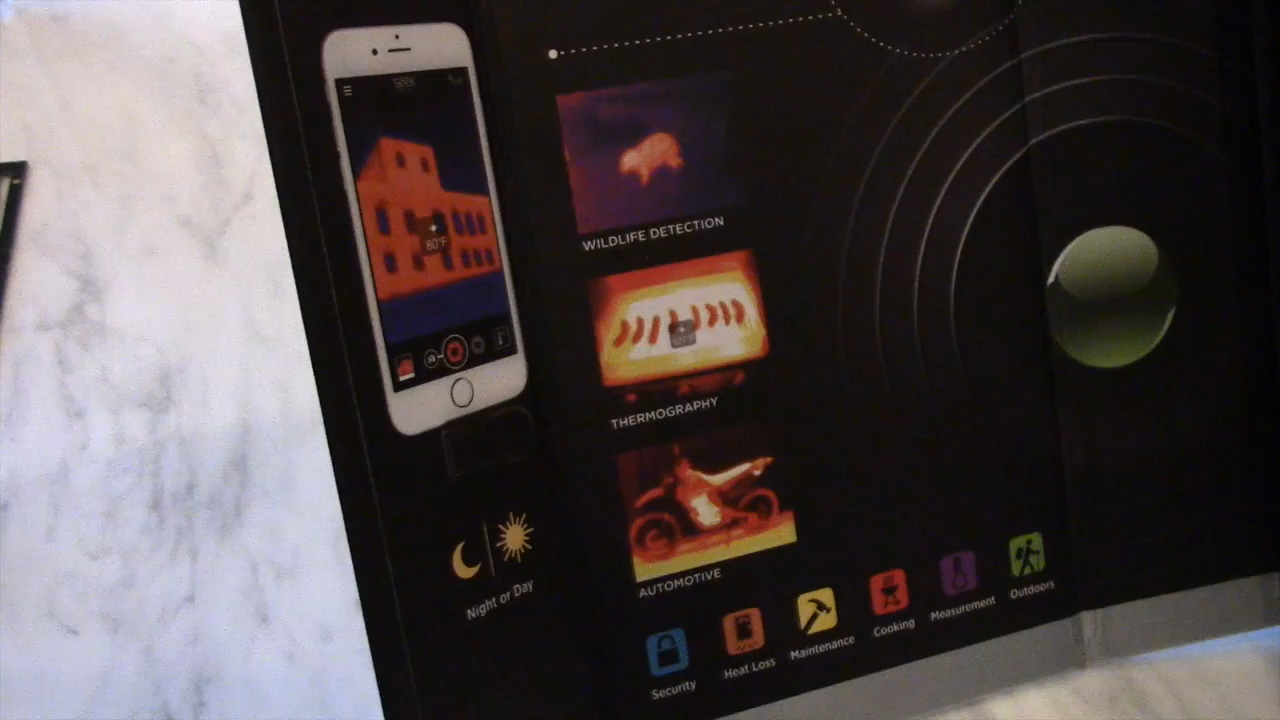 80°F
WILDLIFE DETECTION
THERMOGRAPHY
AUTOMOTIVE
Night or Day
Security
Heat Loss
Maintenance
Cooking
Measurement
Outdoors